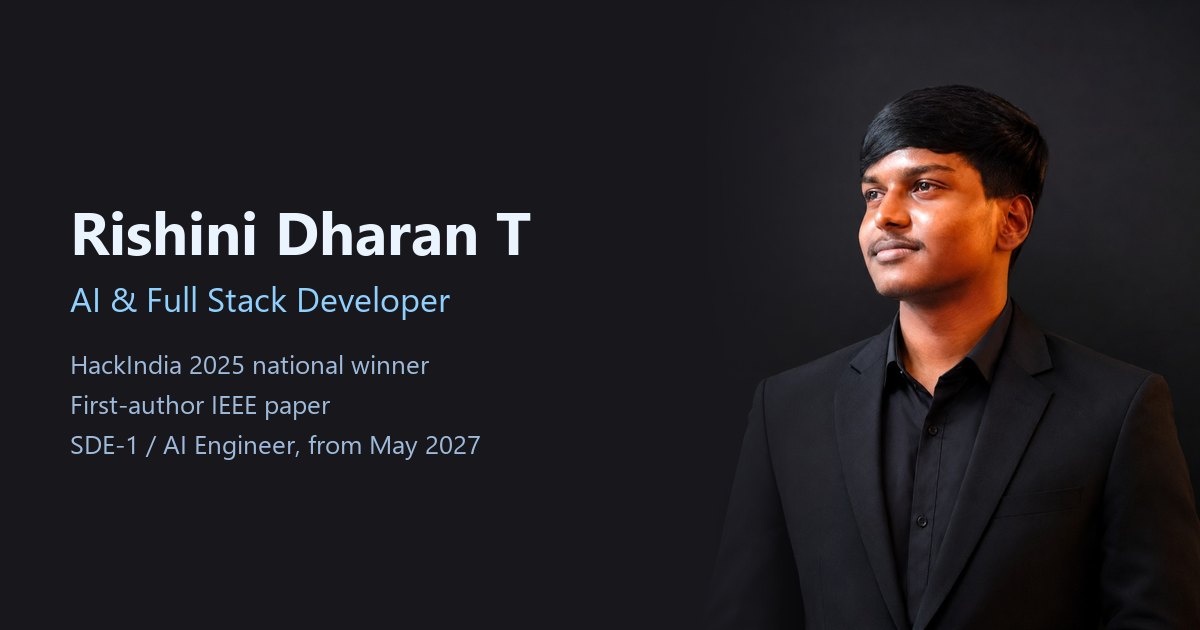 Rishini Dharan T
AI & Full Stack Developer
HackIndia 2025 national winner
First-author IEEE paper
SDE-1 / AI Engineer, from May 2027